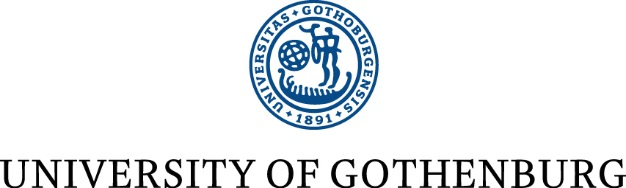 UNIVERSITAS • GOTHOBURGENSIS
• 1891 •
UNIVERSITY OF GOTHENBURG